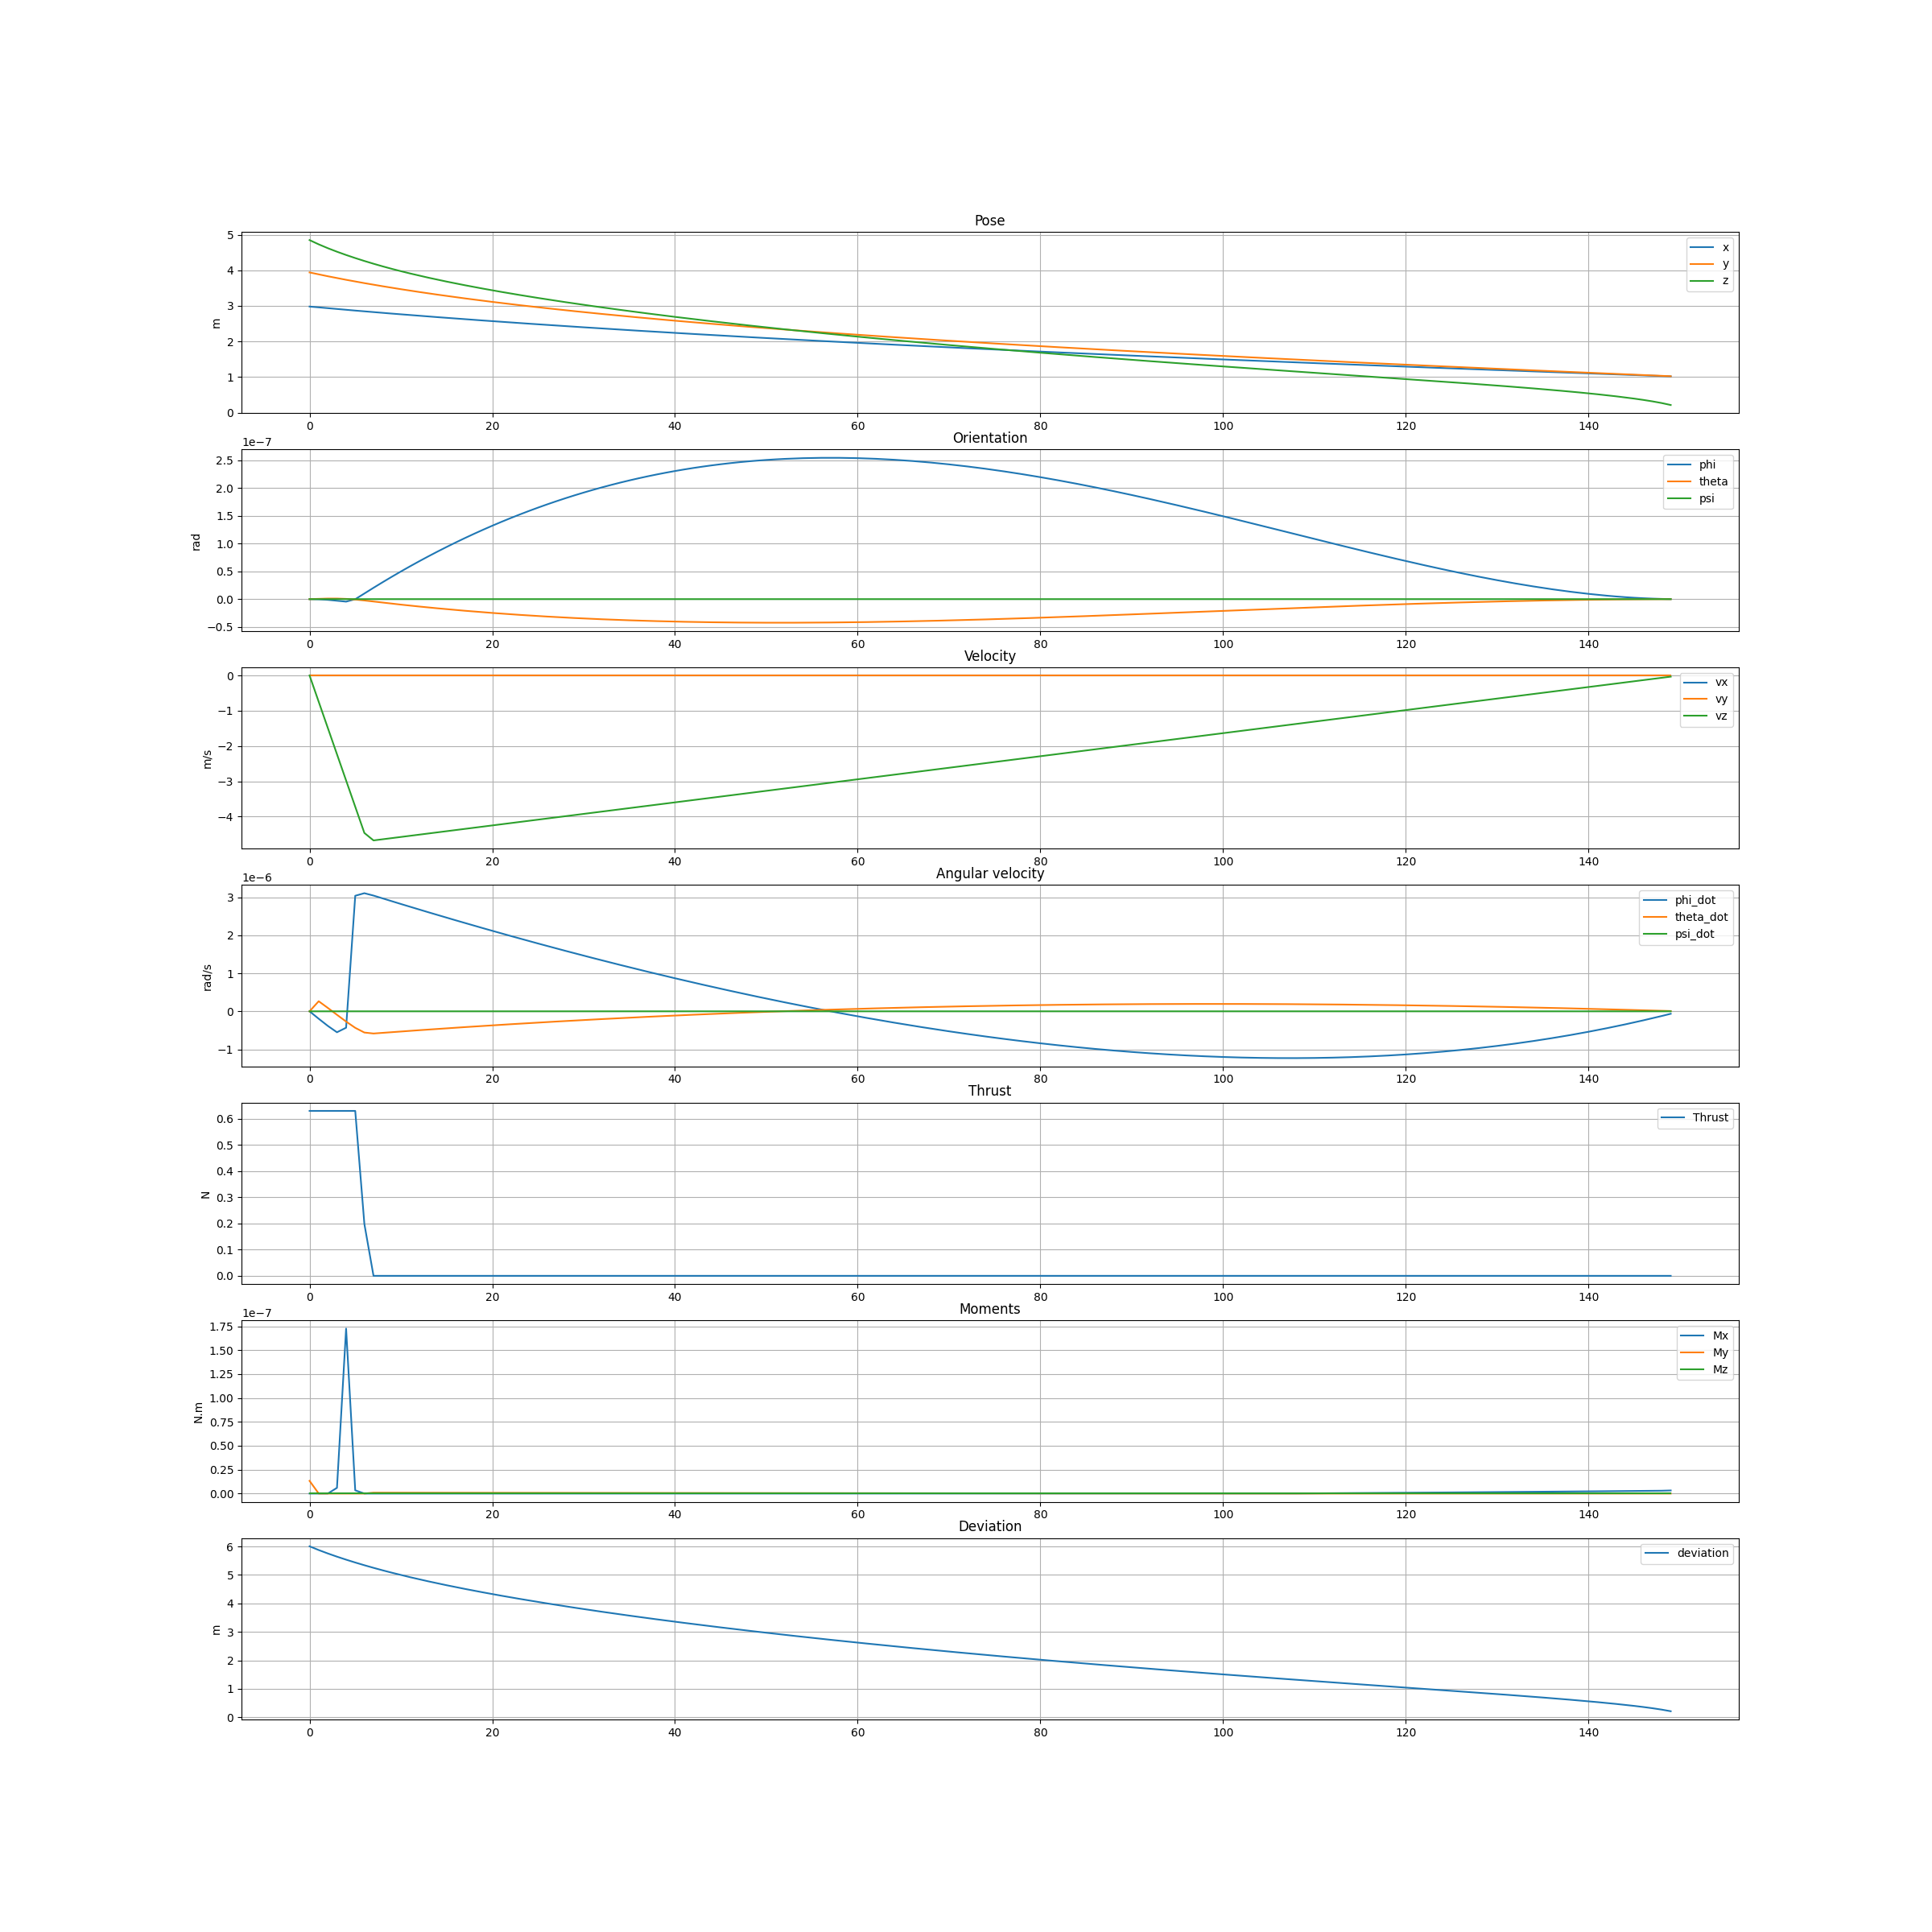 Pose
5
4
3
2
1
0
m
x
y
z
0 20 40 60 80 100 120 140
1e−7
Orientation
2.5
2.0
1.5
1.0
0.5
0.0
−0.5
rad
phi
theta
psi
0 20 40 60 80 100 120 140
Velocity
0
−1
−2
−3
−4
m/s
vx
vy
vz
0 20 40 60 80 100 120 140
1e−6
Angular velocity
3
2
1
0
−1
rad/s
phi_dot
theta_dot
psi_dot
0 20 40 60 80 100 120 140
Thrust
0.6
0.5
0.4
0.3
0.2
0.1
0.0
N
Thrust
0 20 40 60 80 100 120 140
1e−7
Moments
1.75
1.50
1.25
1.00
0.75
0.50
0.25
0.00
N.m
Mx
My
Mz
0 20 40 60 80 100 120 140
Deviation
6
5
4
3
2
1
0
m
deviation
0 20 40 60 80 100 120 140